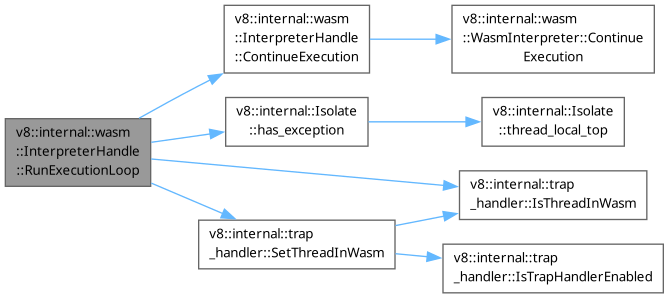 v8::internal::wasm
::InterpreterHandle
::RunExecutionLoop
v8::internal::wasm
::InterpreterHandle
::ContinueExecution
v8::internal::wasm
::WasmInterpreter::Continue
Execution
v8::internal::Isolate
::has_exception
v8::internal::Isolate
::thread_local_top
v8::internal::trap
_handler::IsThreadInWasm
v8::internal::trap
_handler::SetThreadInWasm
v8::internal::trap
_handler::IsTrapHandlerEnabled